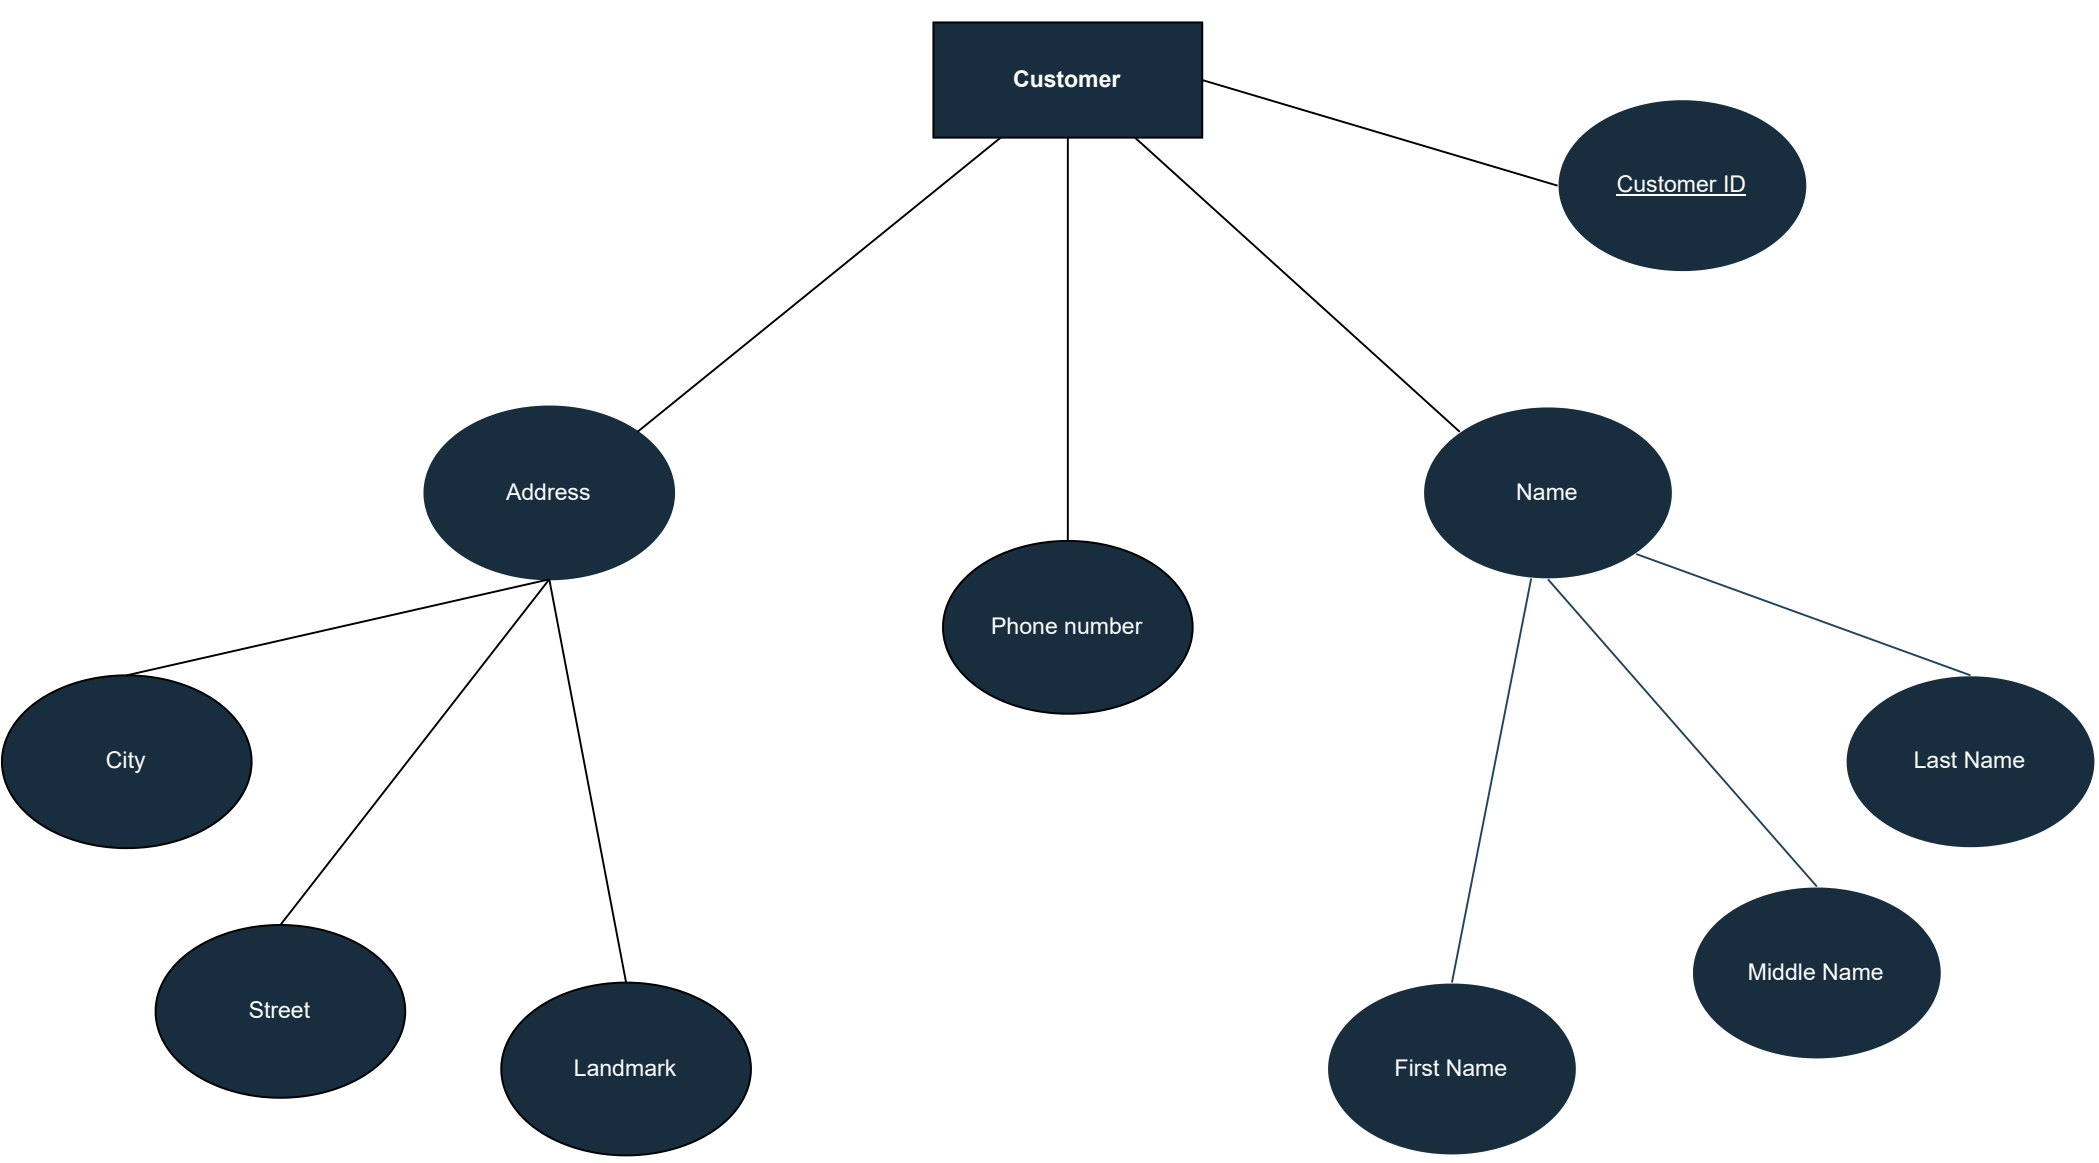 Customer
Customer ID
Address
Name
Phone number
City
Last Name
Middle Name
Street
Landmark
First Name